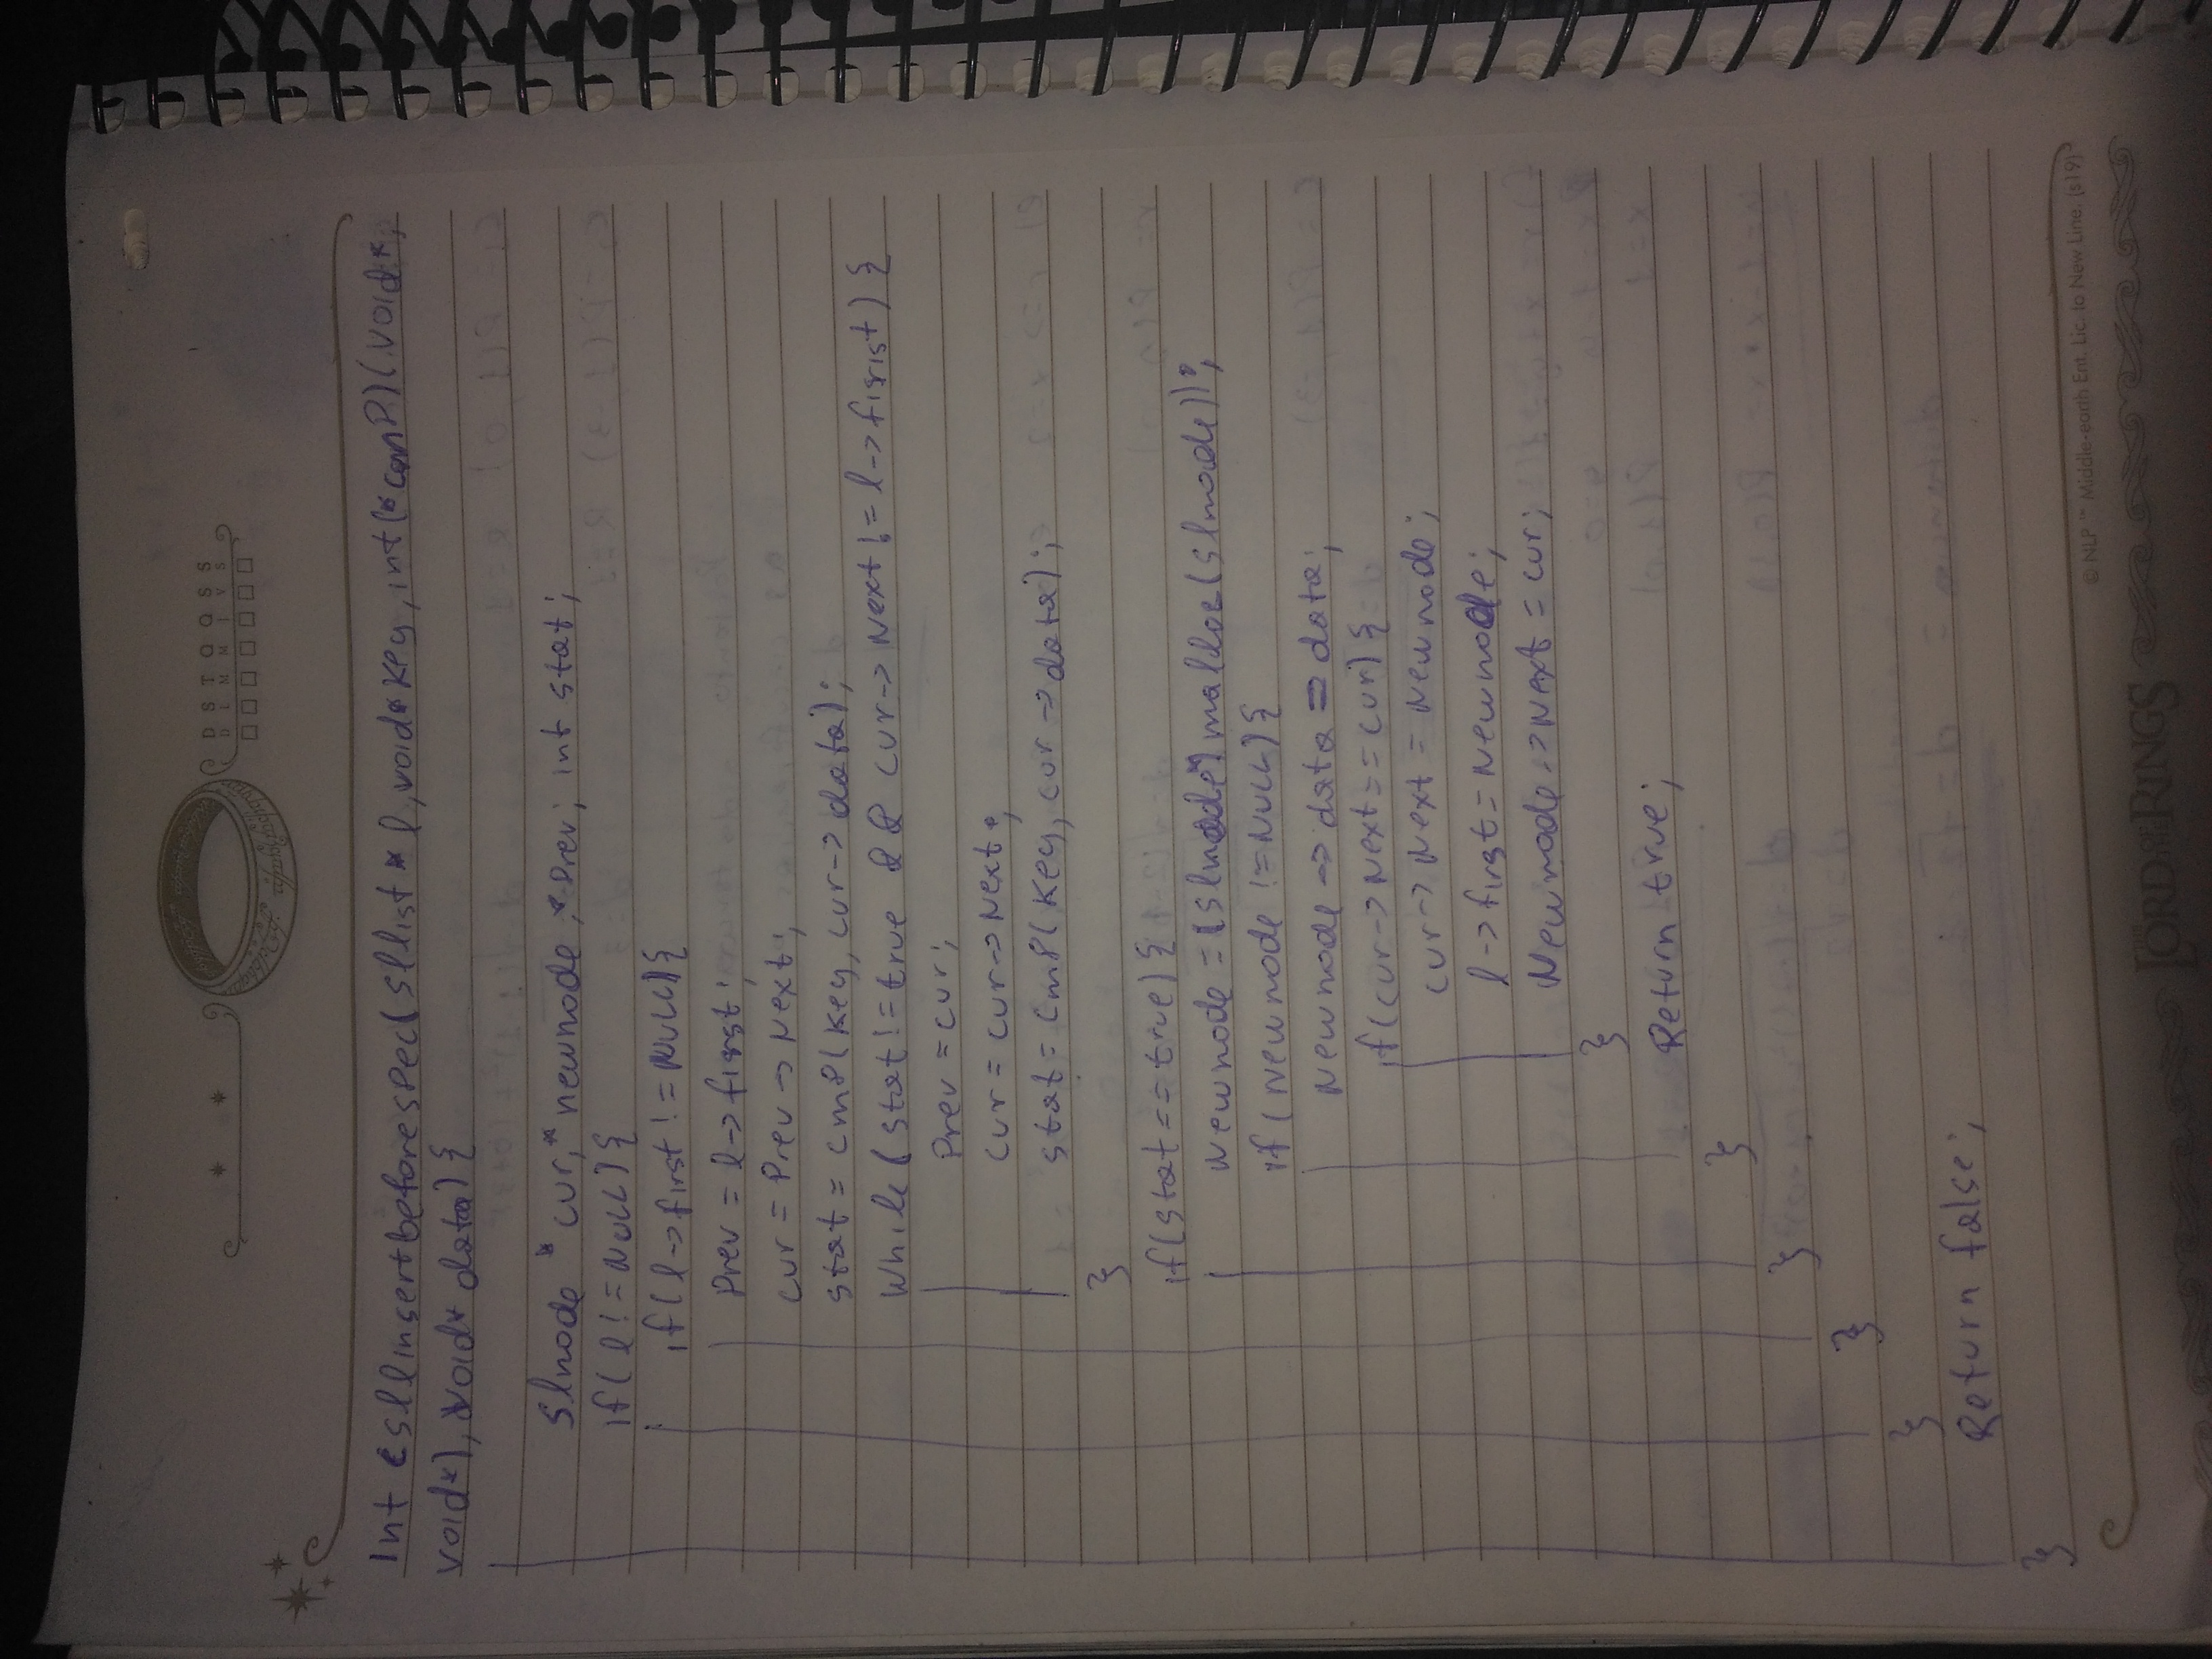 D S T Q Q S S
D L M M J V S
Int csllinsertbeforespec(sllist * l, void* key, int(* cmp)(void*,
void*), void* data) {
slnode *cur, *newnode, *prev; int stat;
if( l != NULL) {
if( l->first != NULL) {
Prev = l->first;
cur = Prev -> Next;
stat = cmp(key, cur->data);
while( stat != true && cur->Next != l->first) {
Prev = cur;
cur = cur->Next;
stat = cmp(key, cur->data);
}
if(stat == true) {
Newnode = (slnode*) malloc(slnode));
if (Newnode != NULL) {
Newnode -> data = data;
if(cur->Next == cur) {
cur->Next = Newnode;
l->first = Newnode;
Newnode->Next = cur;
}
Return true;
}
}
}
}
Return false;
}
© NLP ™ Middle-earth Ent. Lic. to New Line. (s19)
THE LORD OF THE RINGS